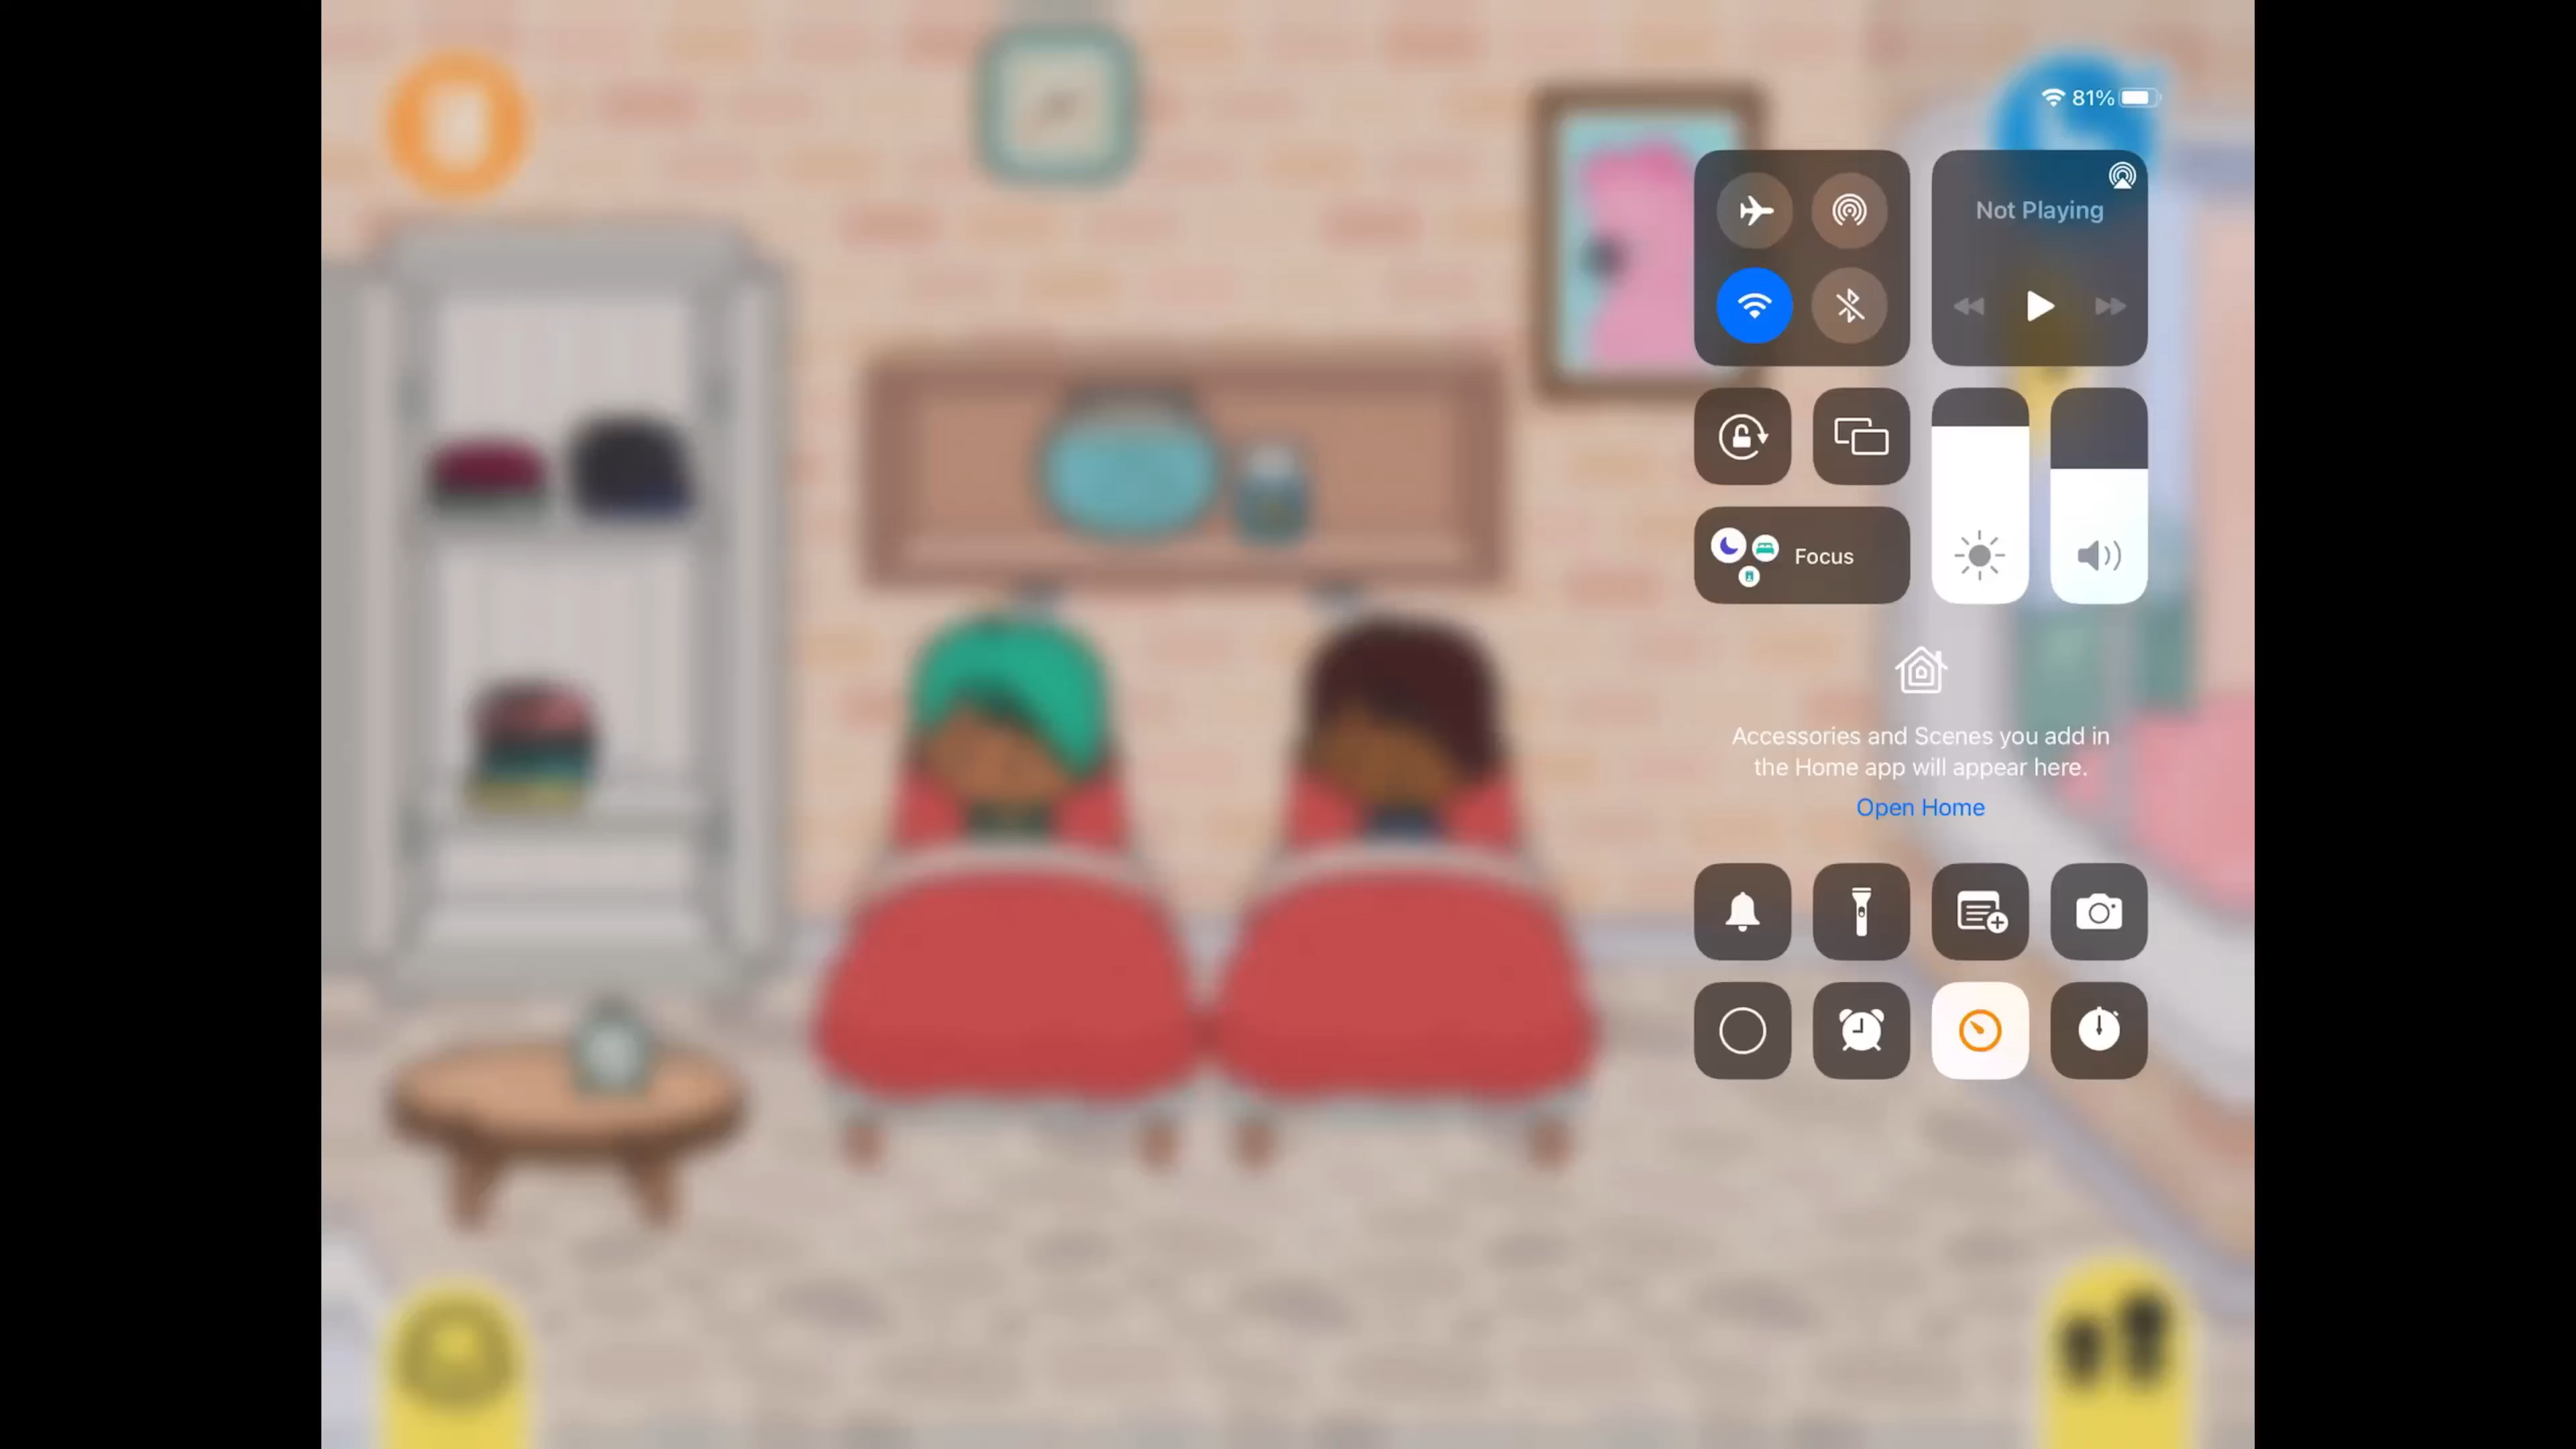 81%
Not Playing
Focus
Accessories and Scenes you add in
the Home app will appear here.
Open Home